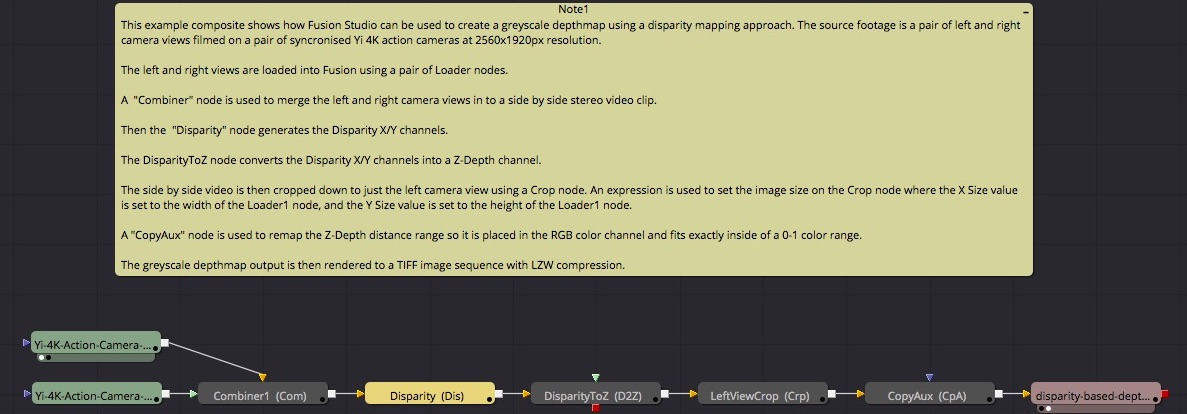 Note1
This example composite shows how Fusion Studio can be used to create a greyscale depthmap using a disparity mapping approach. The source footage is a pair of left and right
camera views filmed on a pair of syncronised Yi 4K action cameras at 2560x1920px resolution.
The left and right views are loaded into Fusion using a pair of Loader nodes.
A "Combiner" node is used to merge the left and right camera views in to a side by side stereo video clip.
Then the "Disparity" node generates the Disparity X/Y channels.
The DisparityToZ node converts the Disparity X/Y channels into a Z-Depth channel.
The side by side video is then cropped down to just the left camera view using a Crop node. An expression is used to set the image size on the Crop node where the X Size value
is set to the width of the Loader1 node, and the Y Size value is set to the height of the Loader1 node.
A "CopyAux" node is used to remap the Z-Depth distance range so it is placed in the RGB color channel and fits exactly inside of a 0-1 color range.
The greyscale depthmap output is then rendered to a TIFF image sequence with LZW compression.
Yi-4K-Action-Camera-...
Yi-4K-Action-Camera-...
Combiner1 (Com)
Disparity (Dis)
DisparityToZ (D2Z)
LeftViewCrop (Crp)
CopyAux (CpA)
disparity-based-dept...